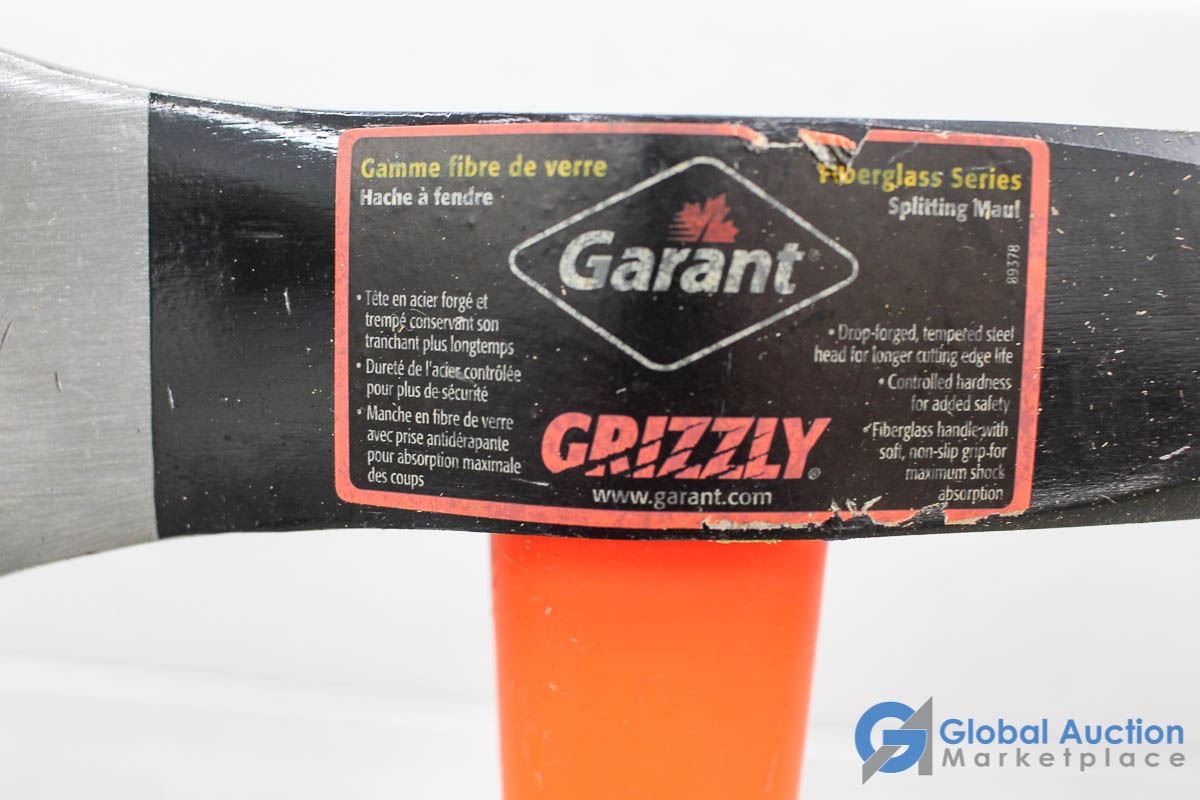 Gamme fibre de verre
Hache à fendre
Fiberglass Series
Splitting Maul
Garant
89378
• Tête en acier forgé et
trempé conservant son
tranchant plus longtemps
• Dureté de l'acier contrôlée
pour plus de sécurité
• Manche en fibre de verre
avec prise antidérapante
pour absorption maximale
des coups
• Drop-forged, tempered steel
head for longer cutting edge life
• Controlled hardness
for added safety
• Fiberglass handle with
soft, non-slip grip for
maximum shock
absorption
GRIZZLY®
www.garant.com
Global Auction
Marketplace